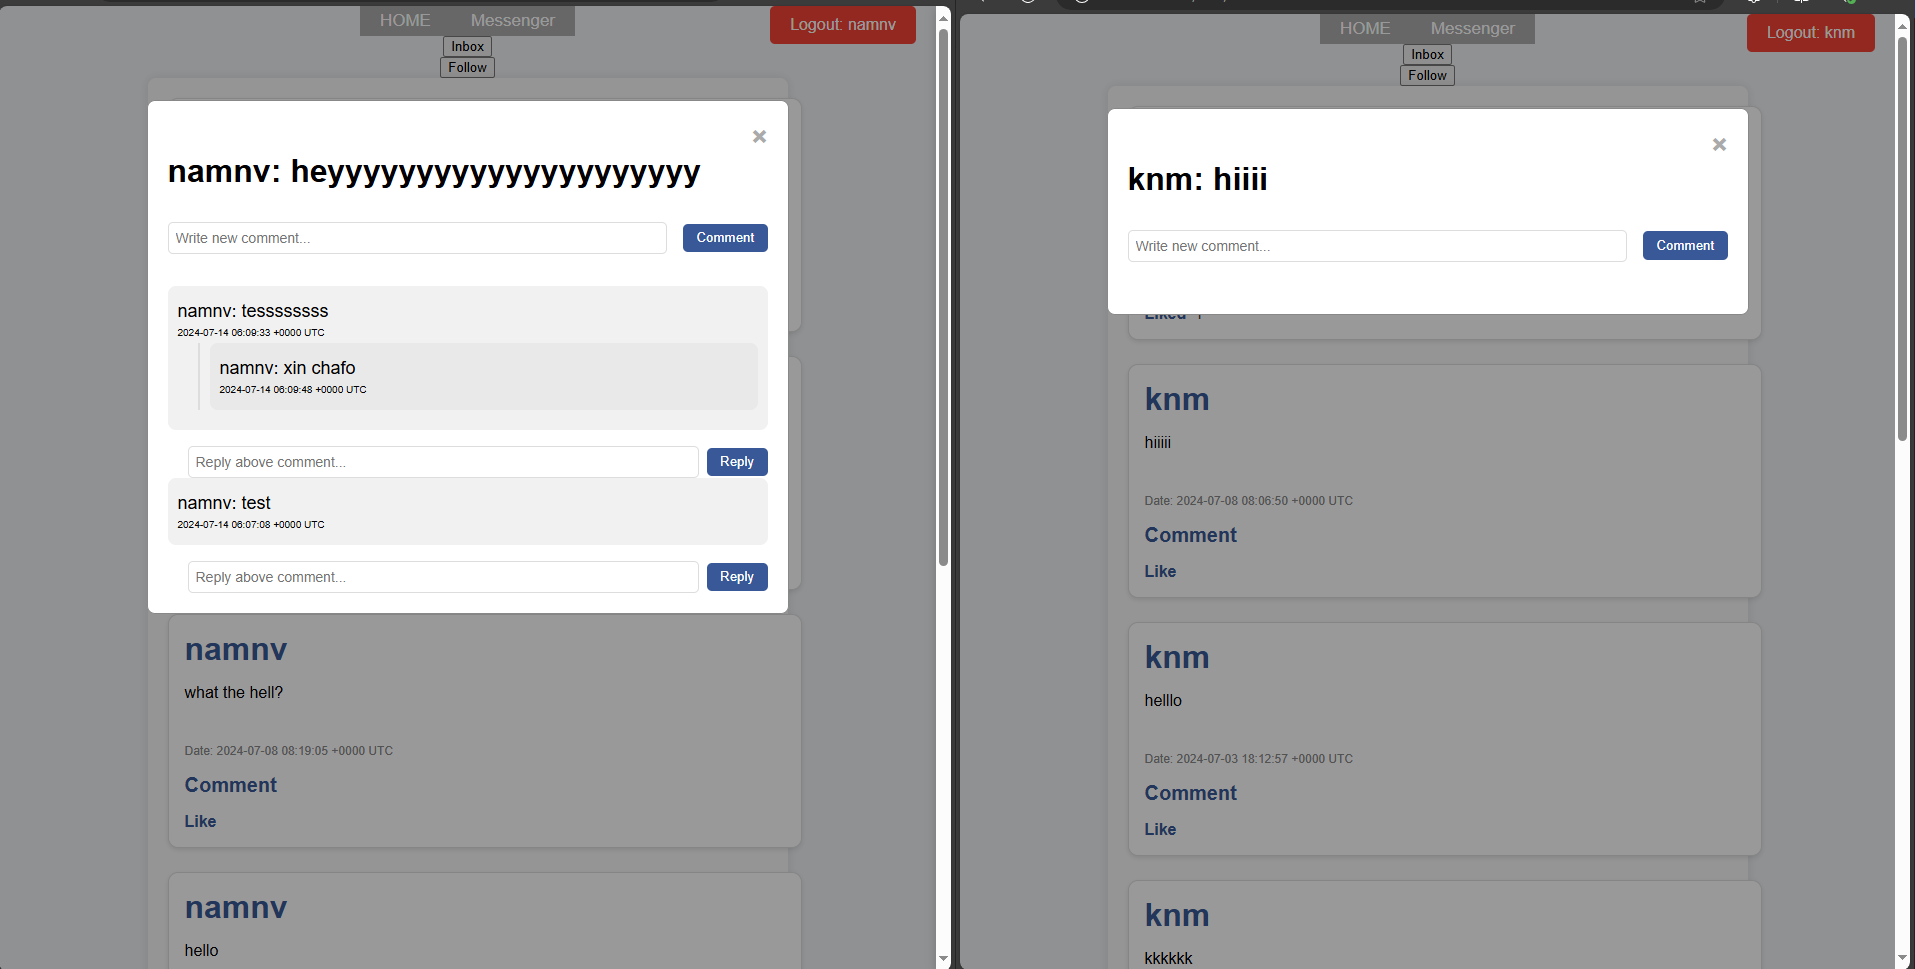 HOME Messenger
Logout: namnv
Inbox
Follow
×
namnv: heyyyyyyyyyyyyyyyyyyyyy
Write new comment...
Comment
namnv: tessssssss
2024-07-14 06:09:33 +0000 UTC
namnv: xin chafo
2024-07-14 06:09:48 +0000 UTC
Reply above comment...
Reply
namnv: test
2024-07-14 06:07:08 +0000 UTC
Reply above comment...
Reply
namnv
what the hell?
Date: 2024-07-08 08:19:05 +0000 UTC
Comment
Like
namnv
hello
HOME Messenger
Logout: knm
Inbox
Follow
×
knm: hiiii
Write new comment...
Comment
Liked
knm
hiiiii
Date: 2024-07-08 08:06:50 +0000 UTC
Comment
Like
knm
helllo
Date: 2024-07-03 18:12:57 +0000 UTC
Comment
Like
knm
kkkkkk